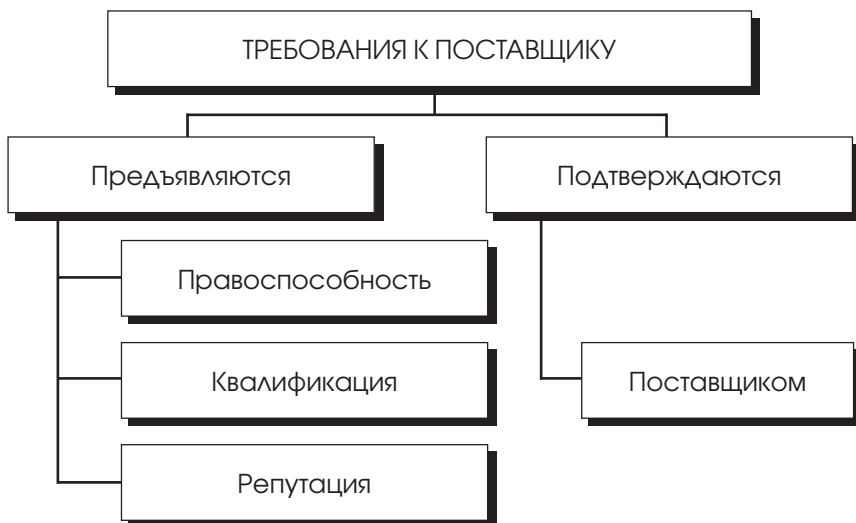 ТРЕБОВАНИЯ К ПОСТАВЩИКУ
Предъявляются
Подтверждаются
Правоспособность
Квалификация
Поставщиком
Репутация